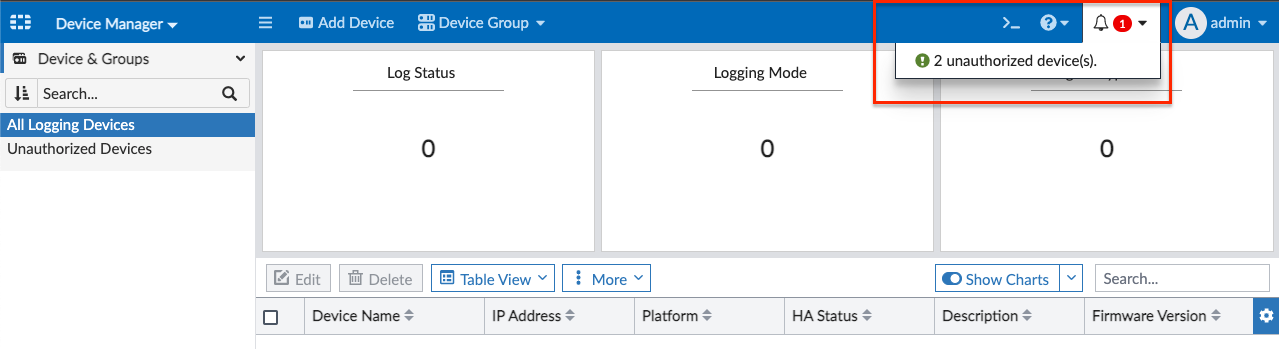 Device Manager
Add Device
Device Group
>_
?
1
A
admin
Device & Groups
2 unauthorized device(s).
Search...
Log Status
Logging Mode
All Logging Devices
Unauthorized Devices
0
0
0
Edit
Delete
Table View
More
Show Charts
Search...
Device Name
IP Address
Platform
HA Status
Description
Firmware Version